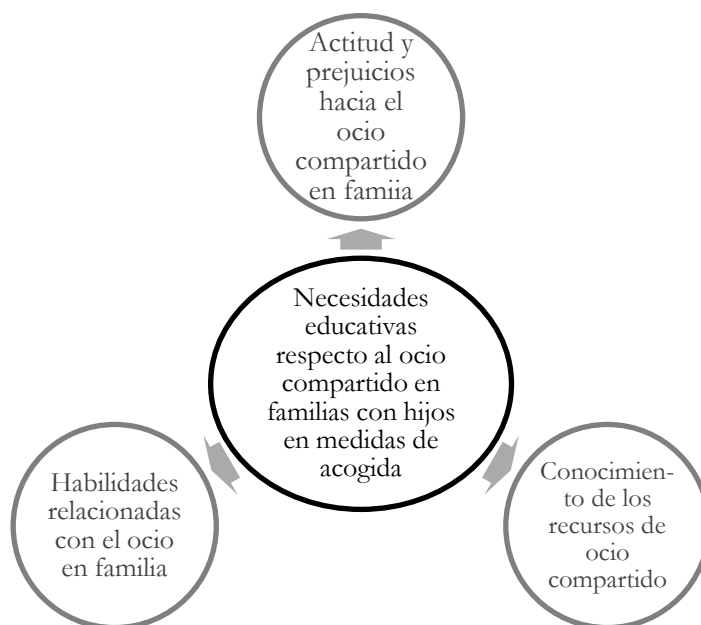 Actitud y
prejuicios
hacia el
ocio
compartido
en famiia
Necesidades
educativas
respecto al ocio
compartido en
familias con hijos
en medidas de
acogida
Habilidades
relacionadas
con el ocio
en familia
Conocimien-
to de los
recursos de
ocio
compartido